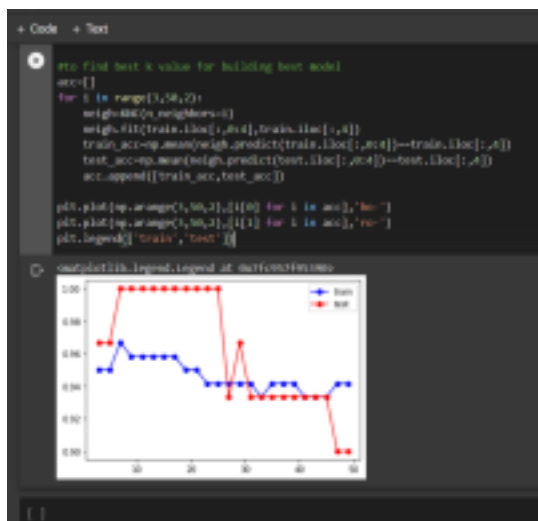 + Code + Text
#to find best k value for building best model
acc=[]
for i in range(3,50,2):
neigh=KNC(n_neighbors=i)
neigh.fit(train.iloc[:,0:4],train.iloc[:,4])
train_acc=np.mean(neigh.predict(train.iloc[:,0:4])==train.iloc[:,4])
test_acc=np.mean(neigh.predict(test.iloc[:,0:4])==test.iloc[:,4])
acc.append([train_acc,test_acc])
plt.plot(np.arange(3,50,2),[i[0] for i in acc],'bo-')
plt.plot(np.arange(3,50,2),[i[1] for i in acc],'ro-')
plt.legend(['train','test'])
<matplotlib.legend.Legend at
1.00
train
test
0.98
0.96
0.94
0.92
0.90
10 20 30 40 50
[ ]